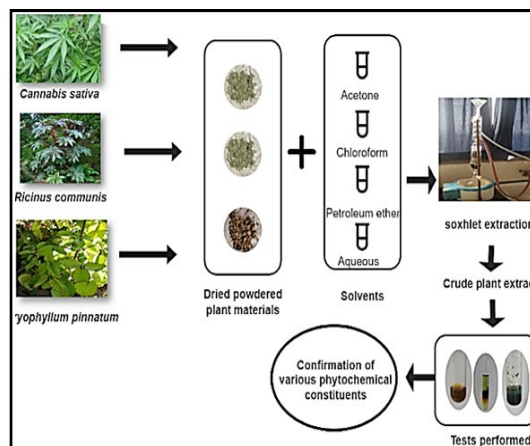 Cannabis sativa
Ricinus communis
ryophyllum pinnatum
Dried powdered
plant materials
Acetone
Chloroform
Petroleum ether
Aqueous
Solvents
soxhlet extraction
Crude plant extrac
Tests performed
Confirmation of
various phytochemical
constituents